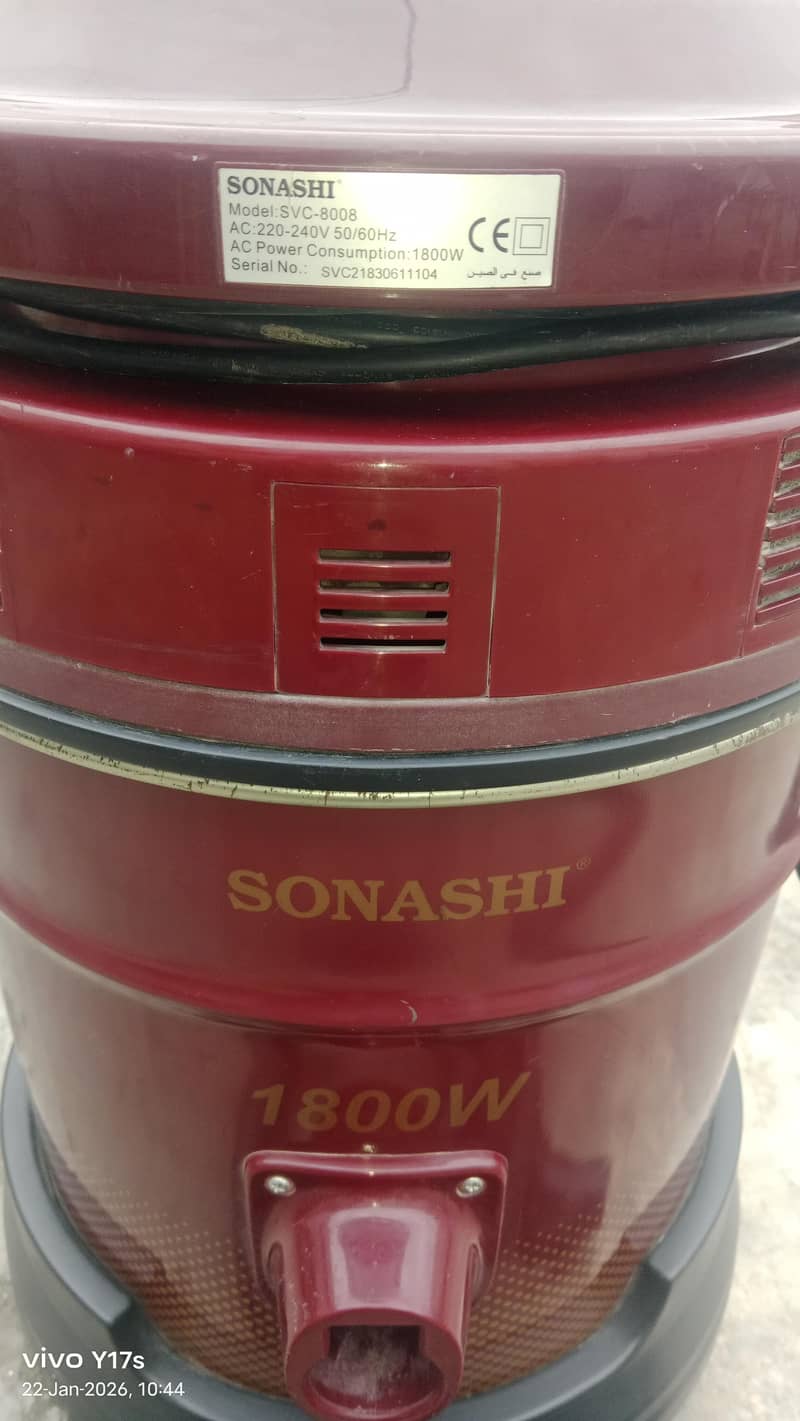 SONASHI
Model:SVC-8008
AC:220-240V 50/60Hz
AC Power Consumption:1800W
Serial No.: SVC21830611104
CE
صنع في الصين
SONASHI®
1800W
vivo Y17s
22-Jan-2026, 10:44